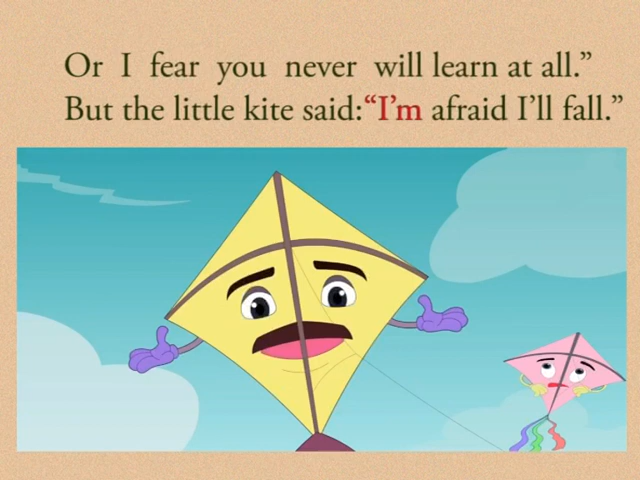 Or I fear you never will learn at all.”
But the little kite said:“I’m afraid I’ll fall.”